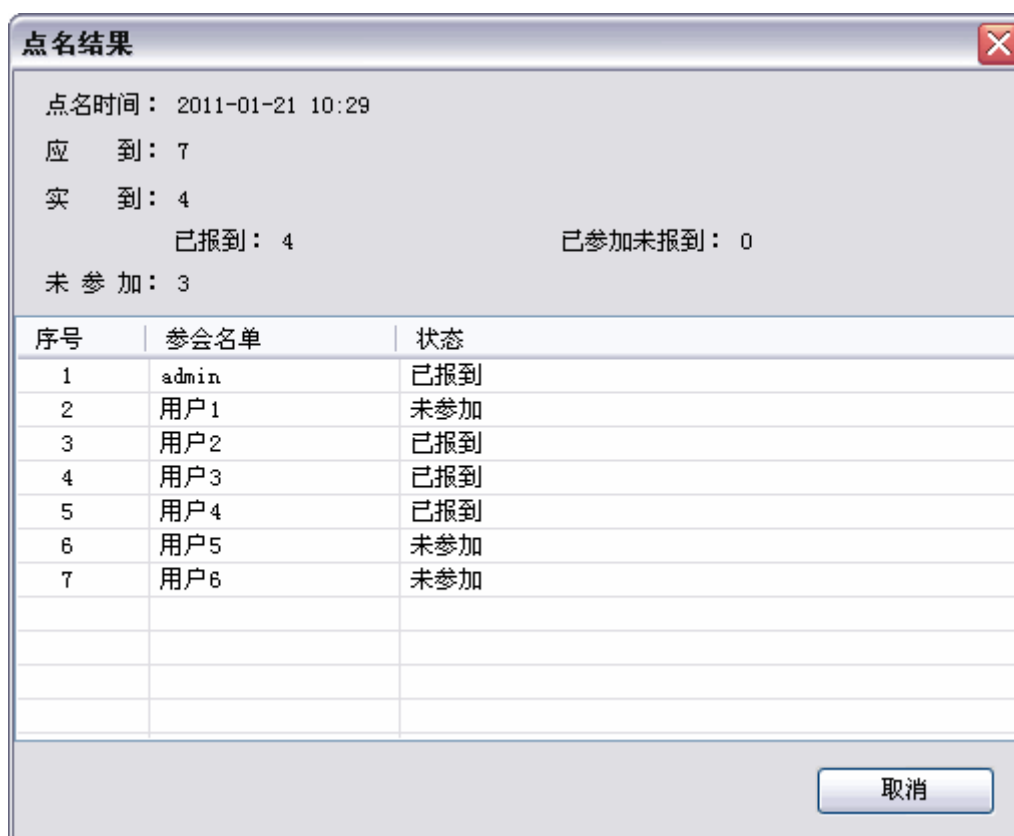 点名结果
点名时间： 2011-01-21 10:29
应 到： 7
实 到： 4
已报到： 4 已参加未报到： 0
未 参 加： 3
序号 参会名单 状态
1 admin 已报到
2 用户1 未参加
3 用户2 已报到
4 用户3 已报到
5 用户4 已报到
6 用户5 未参加
7 用户6 未参加
取消